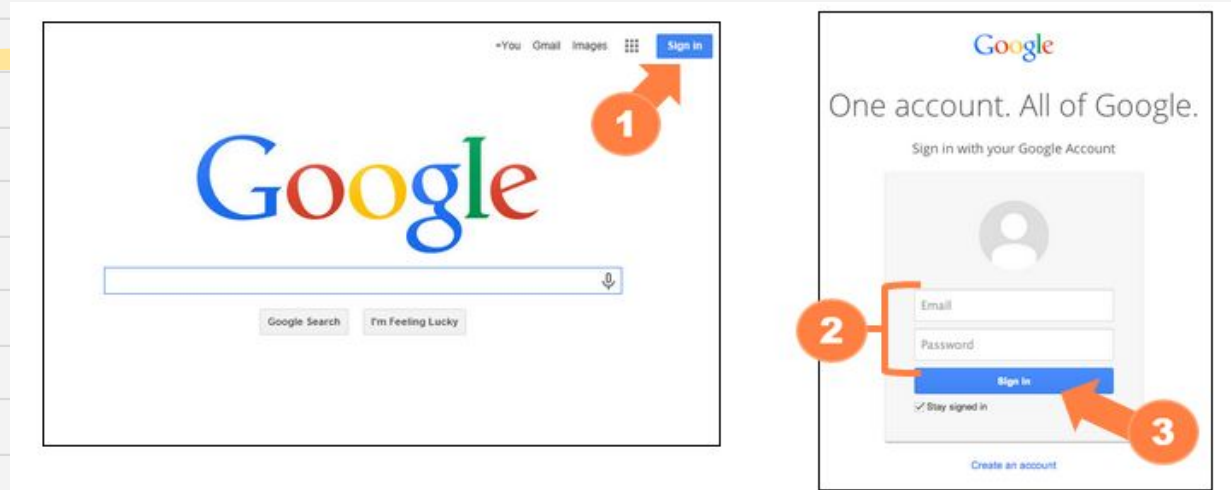 +You Gmail Images Sign in
1
Google
Google Search I'm Feeling Lucky
Google
One account. All of Google.
Sign in with your Google Account
Email
2
Password
Sign in
Stay signed in
3
Create an account